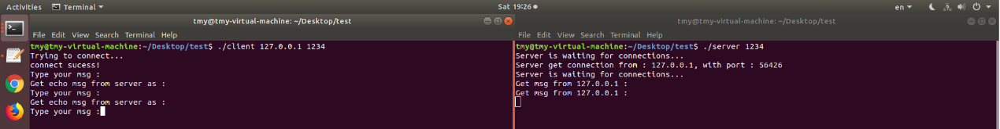 Activities Terminal Sat 19:26 en
tmy@tmy-virtual-machine: ~/Desktop/test
File Edit View Search Terminal Help
tmy@tmy-virtual-machine:~/Desktop/test$ ./client 127.0.0.1 1234
Trying to connect...
connect sucess!
Type your msg :
Get echo msg from server as :
Type your msg :
Get echo msg from server as :
Type your msg :
tmy@tmy-virtual-machine: ~/Desktop/test
File Edit View Search Terminal Help
tmy@tmy-virtual-machine:~/Desktop/test$ ./server 1234
Server is waiting for connections...
Server get connection from : 127.0.0.1, with port : 56426
Server is waiting for connections...
Get msg from 127.0.0.1 :
Get msg from 127.0.0.1 :